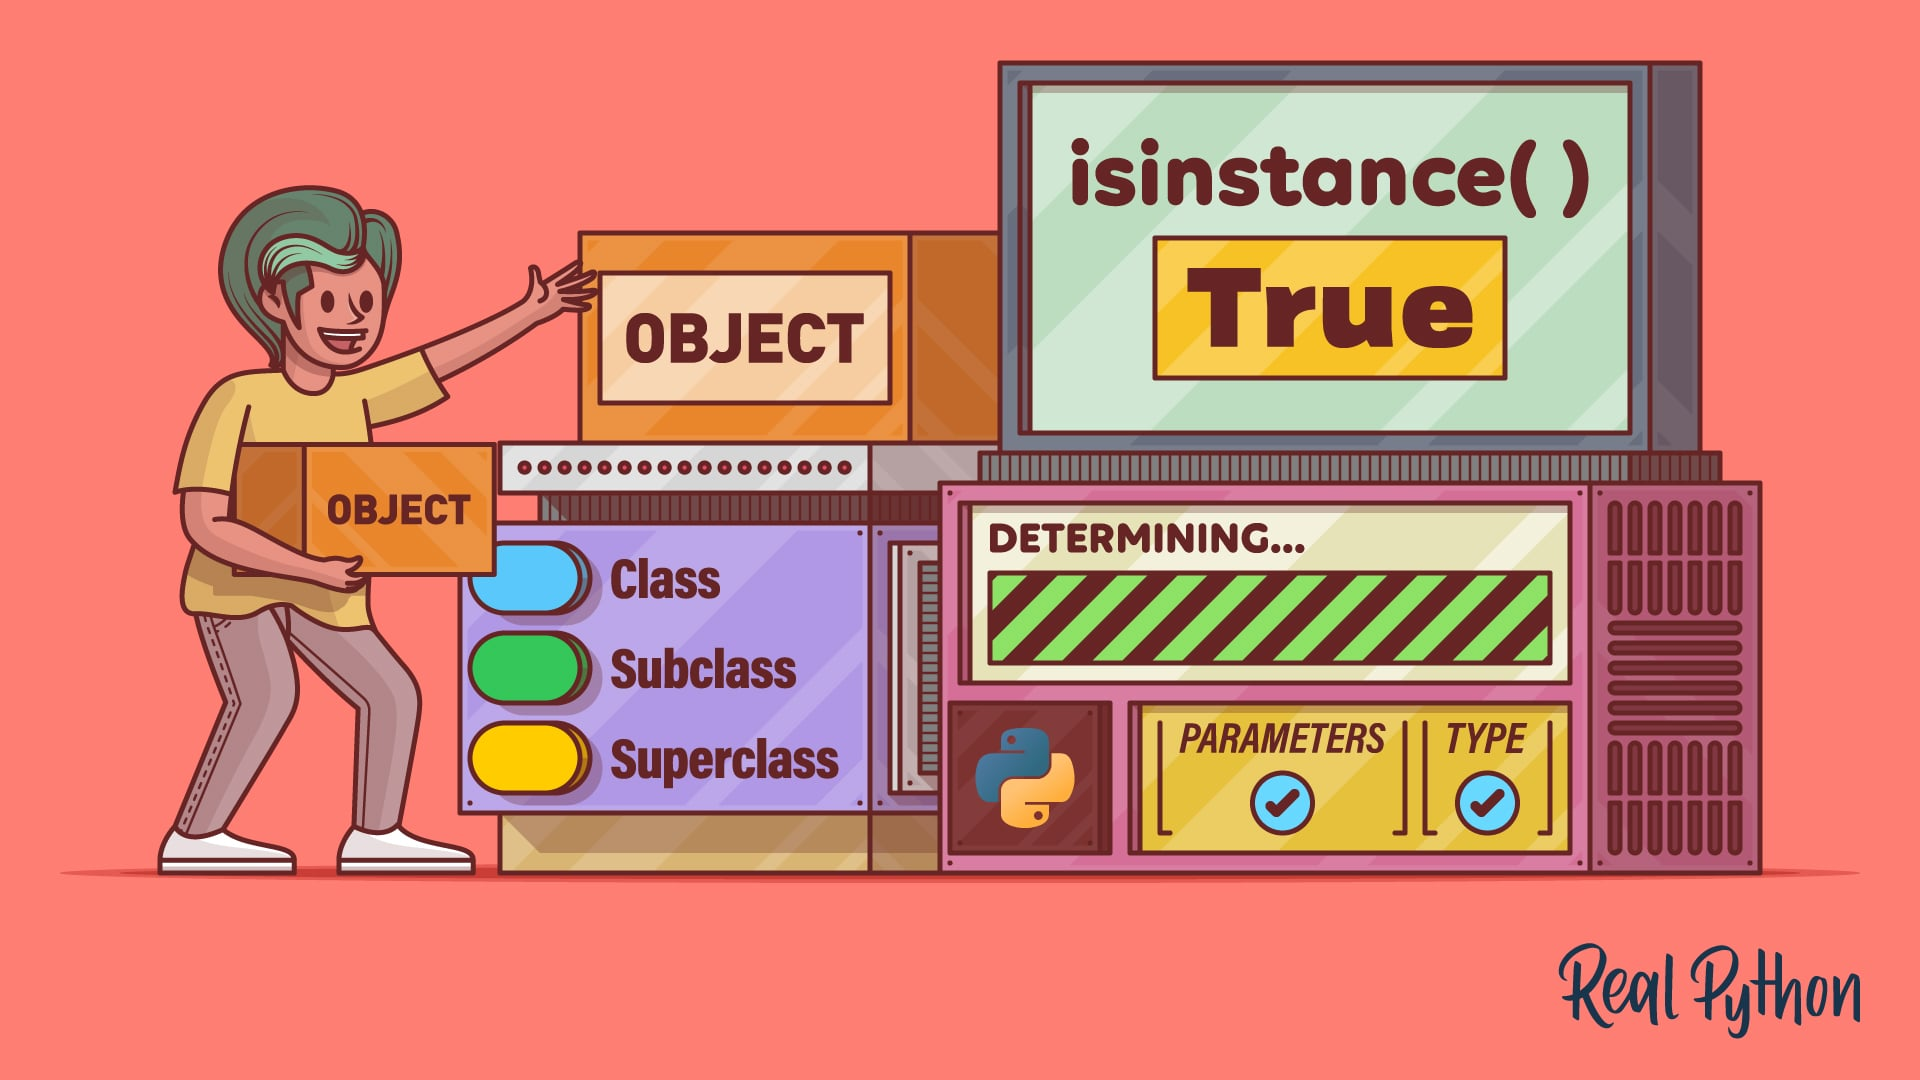 isinstance( )
True
OBJECT
OBJECT
DETERMINING...
Class
Subclass
Superclass
PARAMETERS
TYPE
Real Python